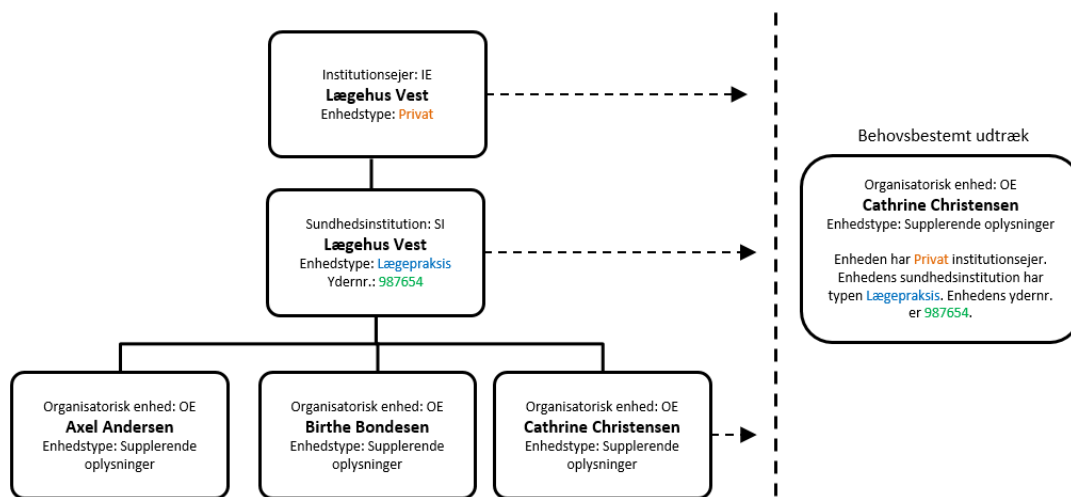 Institutionsejer: IE
Lægehus Vest
Enhedstype: Privat
Sundhedsinstitution: SI
Lægehus Vest
Enhedstype: Lægepraksis
Ydernr.: 987654
Organisatorisk enhed: OE
Axel Andersen
Enhedstype: Supplerende
oplysninger
Organisatorisk enhed: OE
Birthe Bondesen
Enhedstype: Supplerende
oplysninger
Organisatorisk enhed: OE
Cathrine Christensen
Enhedstype: Supplerende
oplysninger
Behovsbestemt udtræk
Organisatorisk enhed: OE
Cathrine Christensen
Enhedstype: Supplerende oplysninger
Enheden har Privat institutionsejer.
Enhedens sundhedsinstitution har
typen Lægepraksis. Enhedens ydernr.
er 987654.